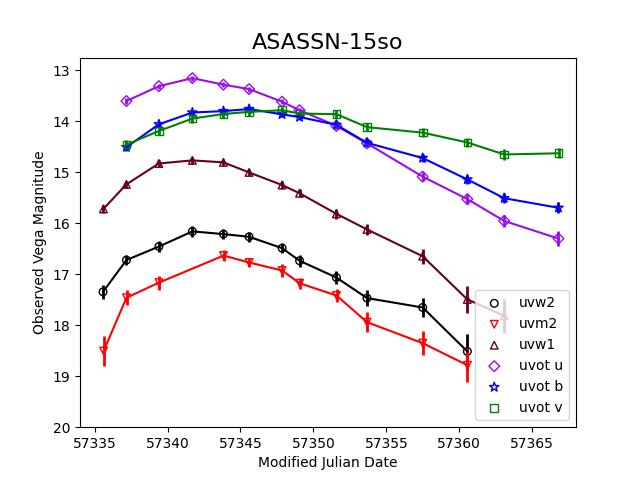 ASASSN-15so
Observed Vega Magnitude
13
14
15
16
17
18
19
20
57335 57340 57345 57350 57355 57360 57365
Modified Julian Date
uvw2
uvm2
uvw1
uvot u
uvot b
uvot v